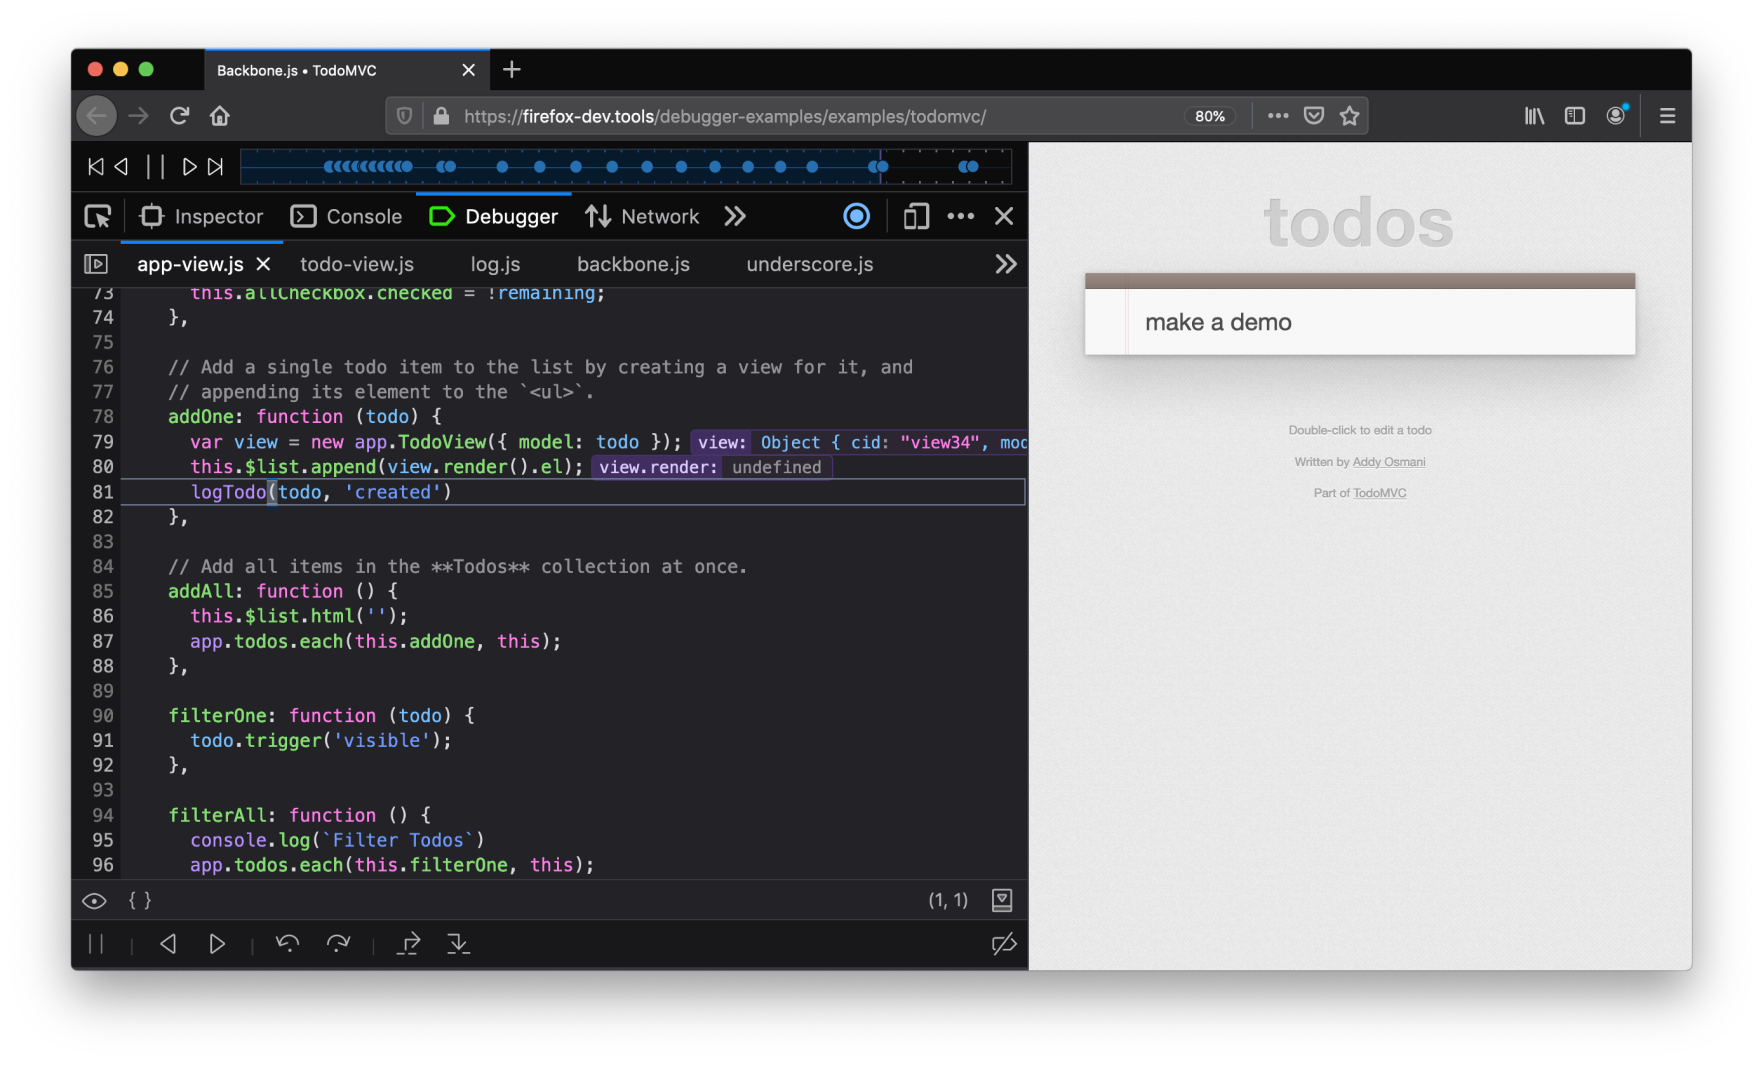 Backbone.js • TodoMVC
https://firefox-dev.tools/debugger-examples/examples/todomvc/
80%
Inspector
Console
Debugger
Network
app-view.js
todo-view.js
log.js
backbone.js
underscore.js
73 this.allCheckbox.checked = !remaining;
74 },
75
76 // Add a single todo item to the list by creating a view for it, and
77 // appending its element to the `<ul>`.
78 addOne: function (todo) {
79 var view = new app.TodoView({ model: todo }); view: Object { cid: "view34", moc
80 this.$list.append(view.render().el); view.render: undefined
81 logTodo(todo, 'created')
82 },
83
84 // Add all items in the **Todos** collection at once.
85 addAll: function () {
86 this.$list.html('');
87 app.todos.each(this.addOne, this);
88 },
89
90 filterOne: function (todo) {
91 todo.trigger('visible');
92 },
93
94 filterAll: function () {
95 console.log(`Filter Todos`)
96 app.todos.each(this.filterOne, this);
{ }
(1, 1)
todos
make a demo
Double-click to edit a todo
Written by Addy Osmani
Part of TodoMVC